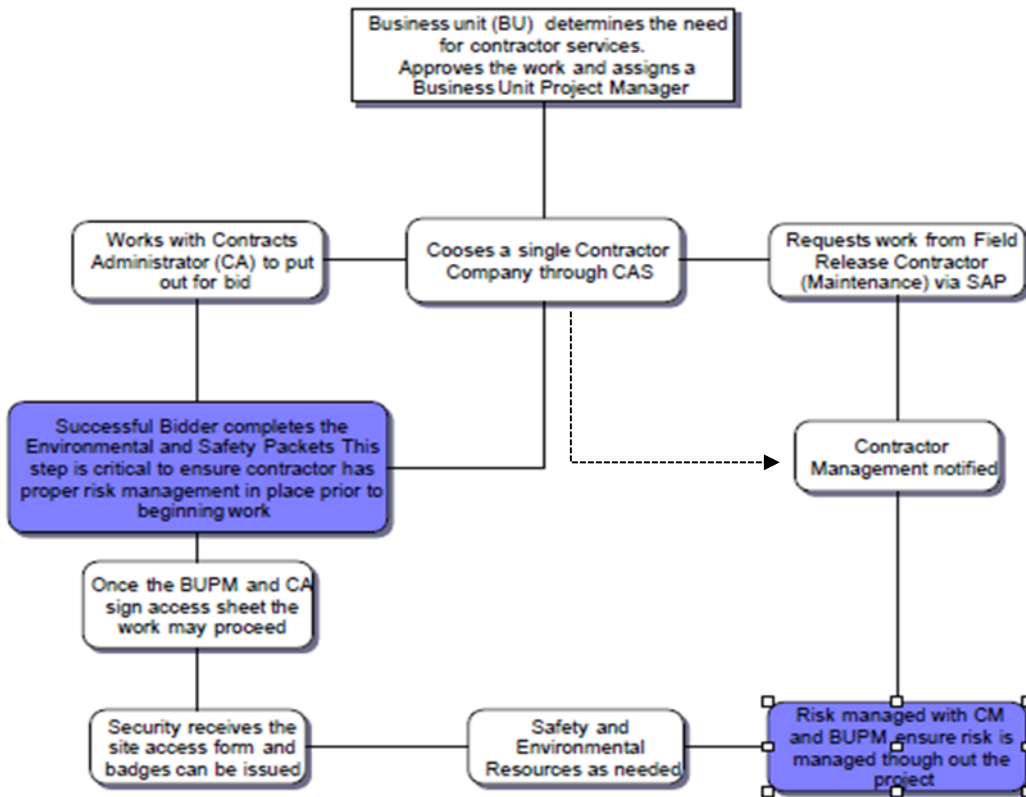 Business unit (BU) determines the need
for contractor services.
Approves the work and assigns a
Business Unit Project Manager
Works with Contracts
Administrator (CA) to put
out for bid
Cooses a single Contractor
Company through CAS
Requests work from Field
Release Contractor
(Maintenance) via SAP
Successful Bidder completes the
Environmental and Safety Packets This
step is critical to ensure contractor has
proper risk management in place prior to
beginning work
Contractor
Management notified
Once the BUPM and CA
sign access sheet the
work may proceed
Security receives the
site access form and
badges can be issued
Safety and
Environmental
Resources as needed
Risk managed with CM
and BUPM ensure risk is
managed though out the
project